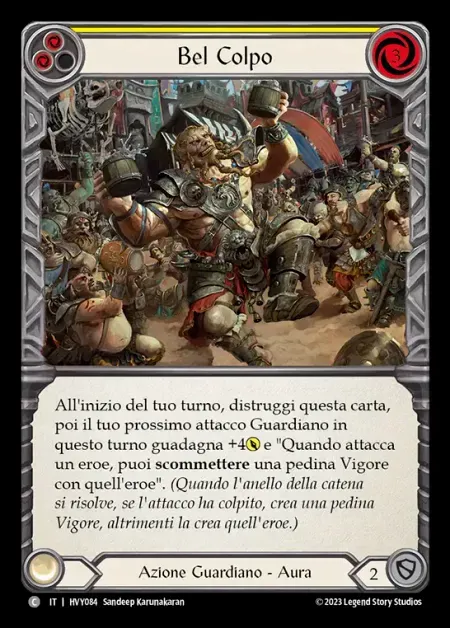 Bel Colpo
3
All'inizio del tuo turno, distruggi questa carta,
poi il tuo prossimo attacco Guardiano in
questo turno guadagna +4 e "Quando attacca
un eroe, puoi scommettere una pedina Vigore
con quell'eroe". (Quando l'anello della catena
si risolve, se l'attacco ha colpito, crea una pedina
Vigore, altrimenti la crea quell'eroe.)
Azione Guardiano - Aura
2
C IT | HVY084 Sandeep Karunakaran
© 2023 Legend Story Studios